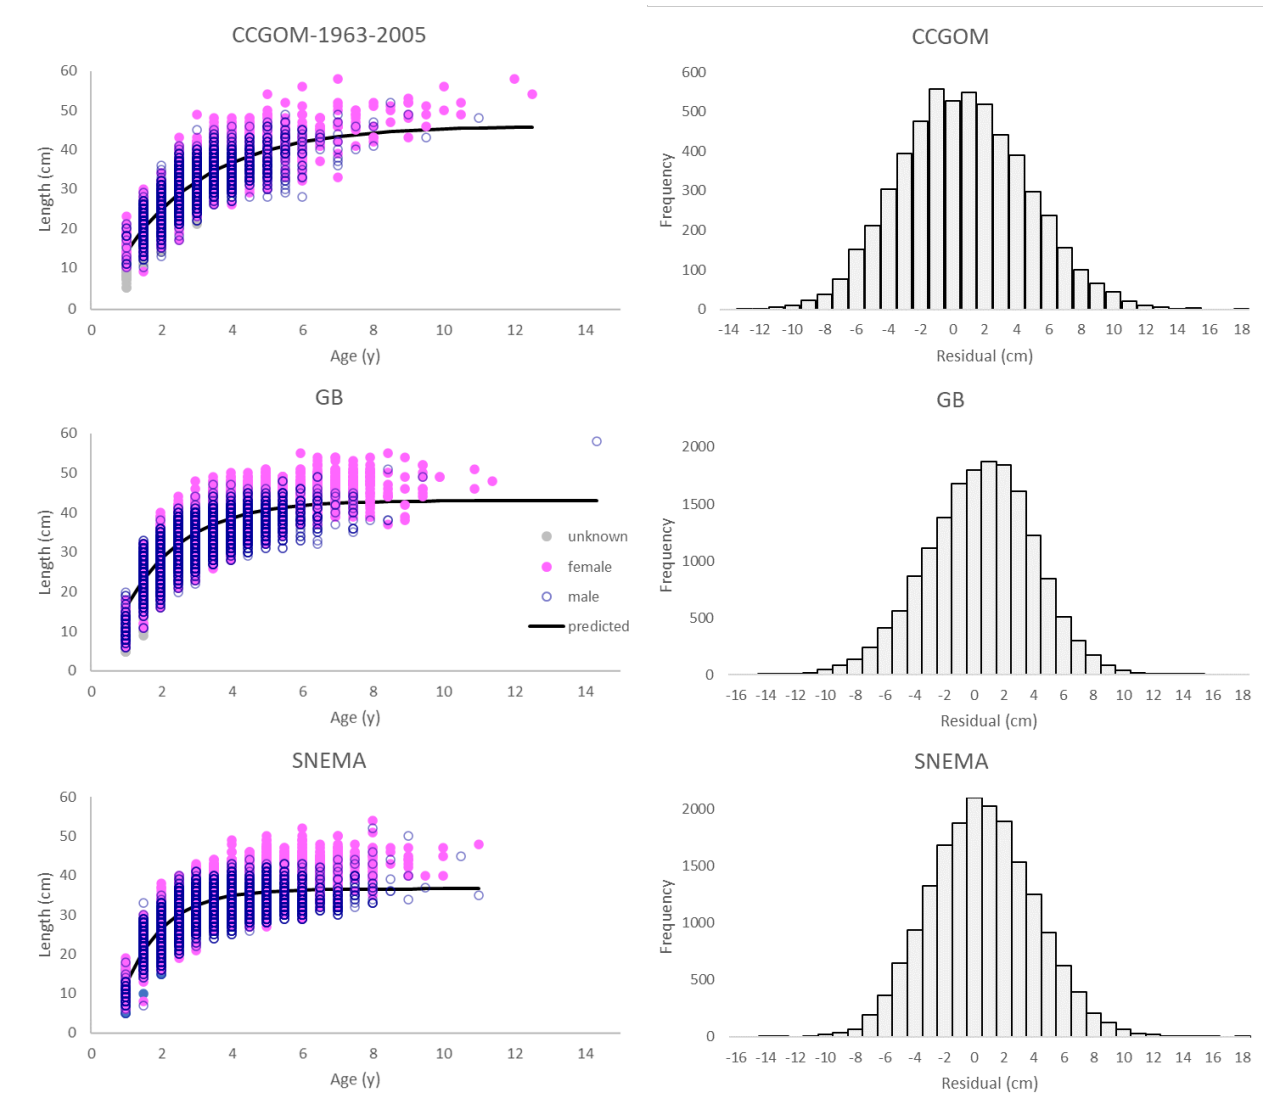 CCGOM-1963-2005
60
50
40
30
20
10
0
Length (cm)
0 2 4 6 8 10 12 14
Age (y)
CCGOM
600
500
400
300
200
100
0
Frequency
-14 -12 -10 -8 -6 -4 -2 0 2 4 6 8 10 12 14 16 18
Residual (cm)
GB
60
50
40
30
20
10
0
Length (cm)
unknown
female
male
predicted
0 2 4 6 8 10 12 14
Age (y)
GB
2000
1500
1000
500
0
Frequency
-16 -14 -12 -10 -8 -6 -4 -2 0 2 4 6 8 10 12 14 16 18
Residual (cm)
SNEMA
60
50
40
30
20
10
0
Length (cm)
0 2 4 6 8 10 12 14
Age (y)
SNEMA
2000
1500
1000
500
0
Frequency
-16 -14 -12 -10 -8 -6 -4 -2 0 2 4 6 8 10 12 14 16 18
Residual (cm)